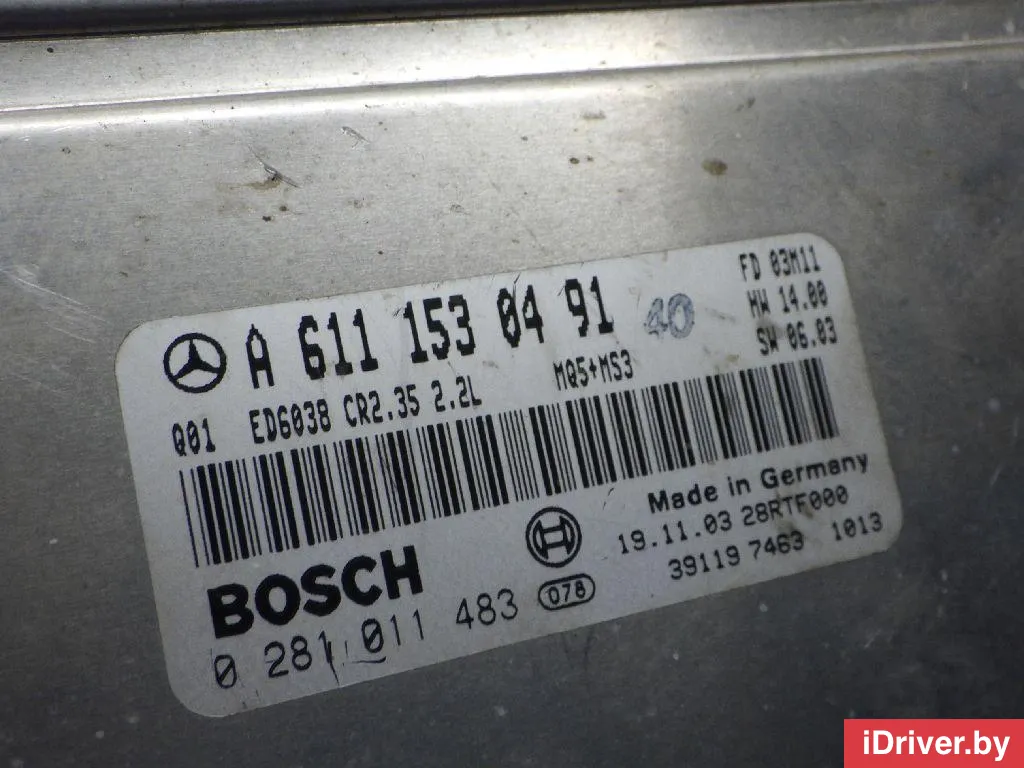 FD 03M11
A 611 153 04 91 40
HW 14.00
SW 06.03
Q01 ED6038 CR2.35 2.2L MQ5+MS3
Made in Germany
BOSCH
19.11.03 28RTF000
0 281 011 483 078
39119 7463 1013
iDriver.by